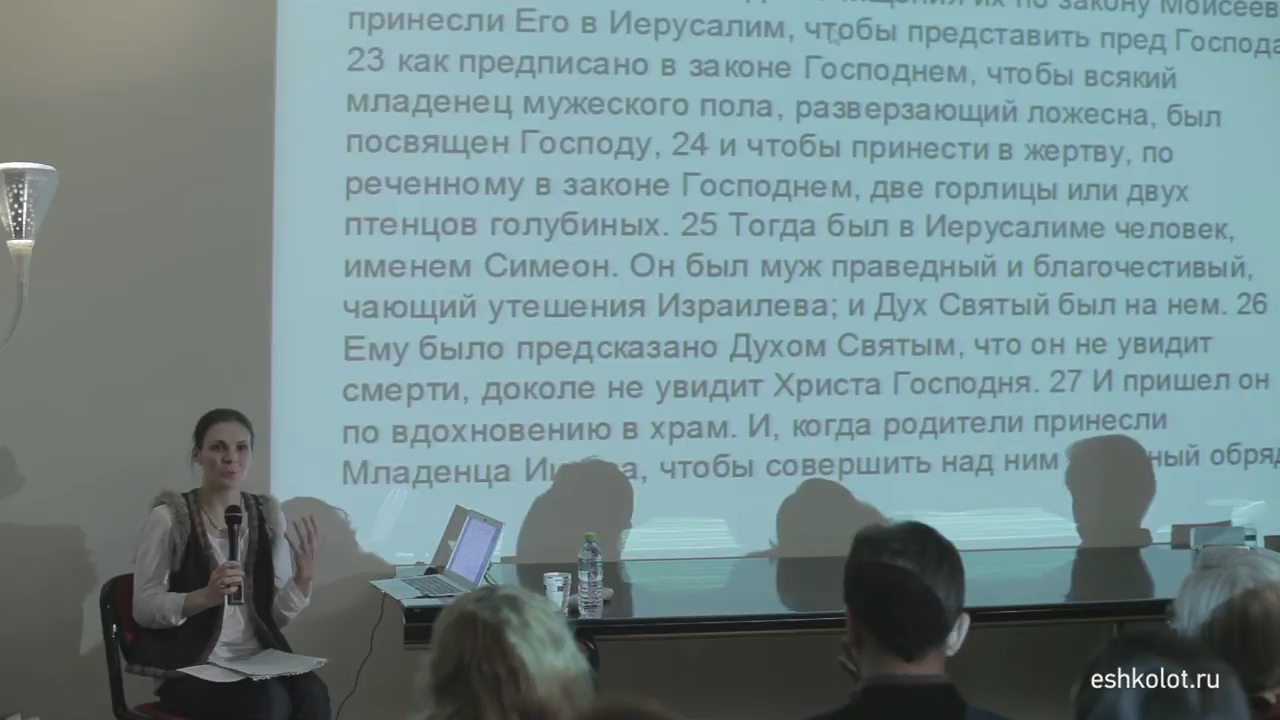 их по закону Моисееву
принесли Его в Иерусалим, чтобы представить пред Господа
23 как предписано в законе Господнем, чтобы всякий
младенец мужеского пола, разверзающий ложесна, был
посвящен Господу, 24 и чтобы принести в жертву, по
реченному в законе Господнем, две горлицы или двух
птенцов голубиных. 25 Тогда был в Иерусалиме человек,
именем Симеон. Он был муж праведный и благочестивый,
чающий утешения Израилева; и Дух Святый был на нем. 26
Ему было предсказано Духом Святым, что он не увидит
смерти, доколе не увидит Христа Господня. 27 И пришел он
по вдохновению в храм. И, когда родители принесли
Младенца чтобы совершить над ним
eshkolot.ru